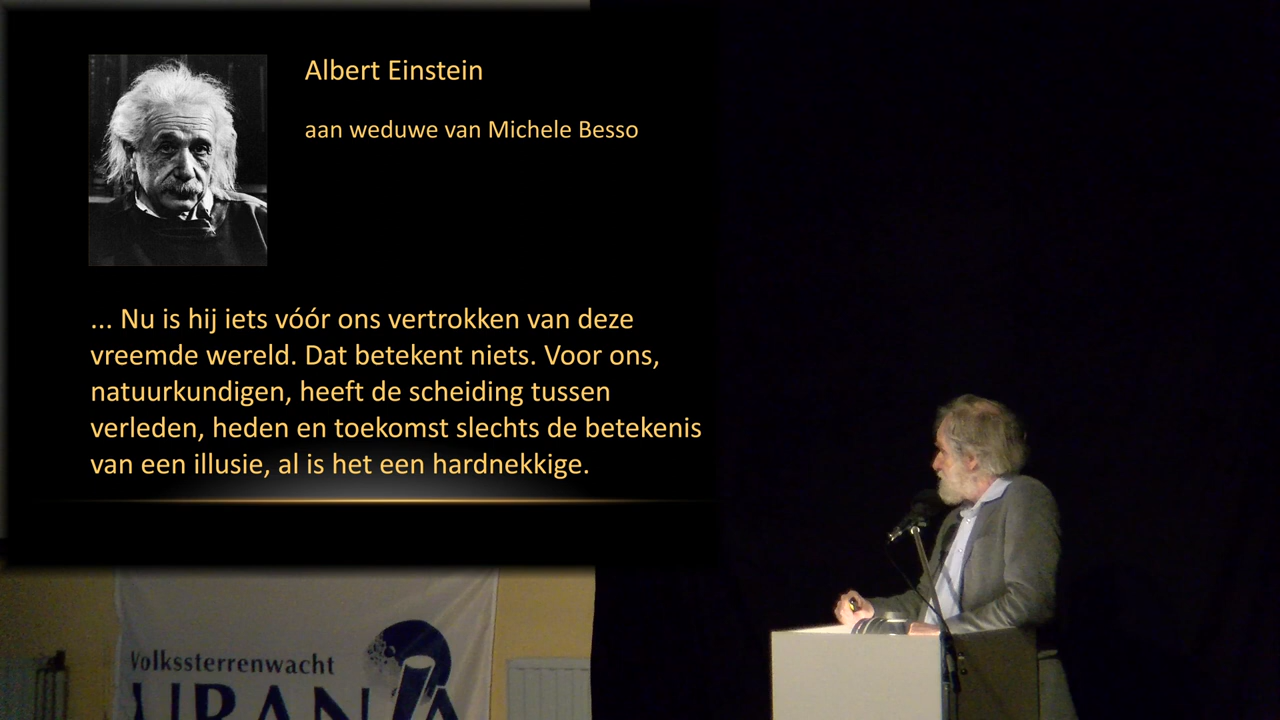 Albert Einstein
aan weduwe van Michele Besso
... Nu is hij iets vóór ons vertrokken van deze
vreemde wereld. Dat betekent niets. Voor ons,
natuurkundigen, heeft de scheiding tussen
verleden, heden en toekomst slechts de betekenis
van een illusie, al is het een hardnekkige.
Volkssterrenwacht
URANIA